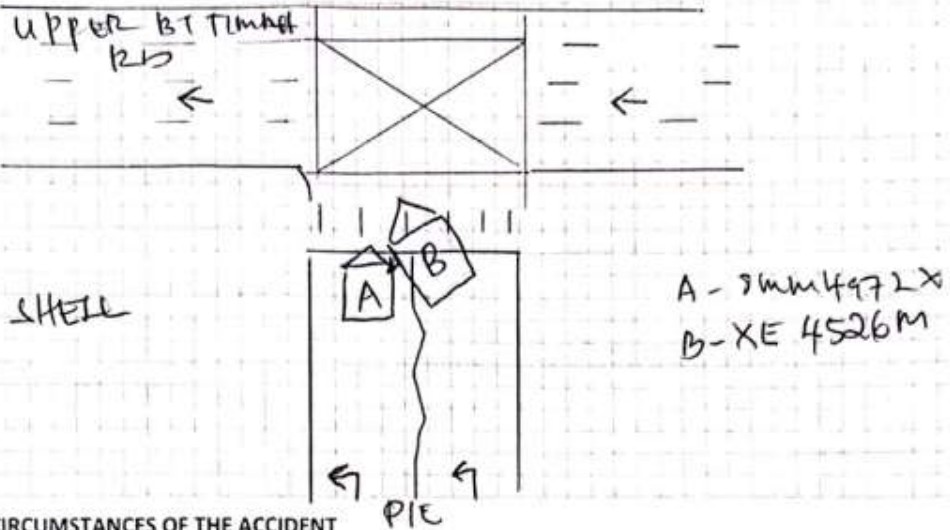 UPPER BT TIMAH
RD
B
A
SHELL
A - SMM4972X
B - XE 4526M
PIE
CIRCUMSTANCES OF THE ACCIDENT